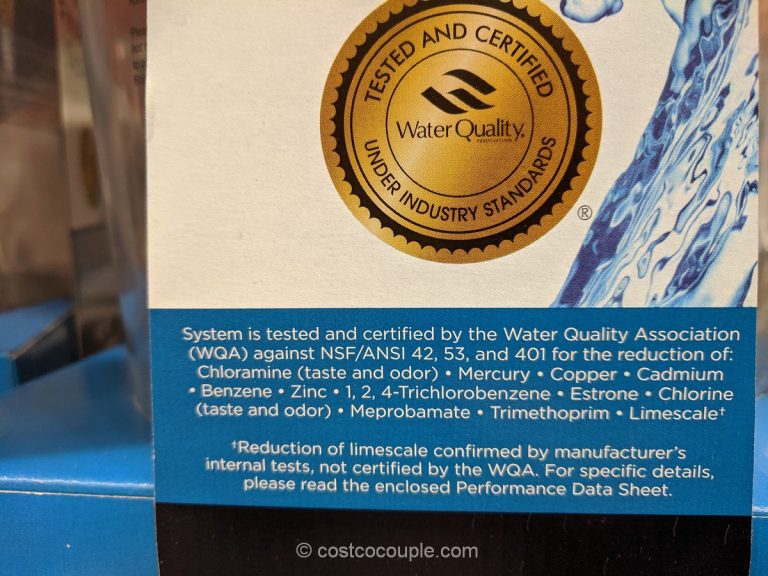 TESTED AND CERTIFIED
Water Quality
ASSOCIATION
UNDER INDUSTRY STANDARDS
®
System is tested and certified by the Water Quality Association
(WQA) against NSF/ANSI 42, 53, and 401 for the reduction of:
Chloramine (taste and odor) • Mercury • Copper • Cadmium
• Benzene • Zinc • 1, 2, 4-Trichlorobenzene • Estrone • Chlorine
(taste and odor) • Meprobamate • Trimethoprim • Limescale†
†Reduction of limescale confirmed by manufacturer's
internal tests, not certified by the WQA. For specific details,
please read the enclosed Performance Data Sheet.
© costcocouple.com